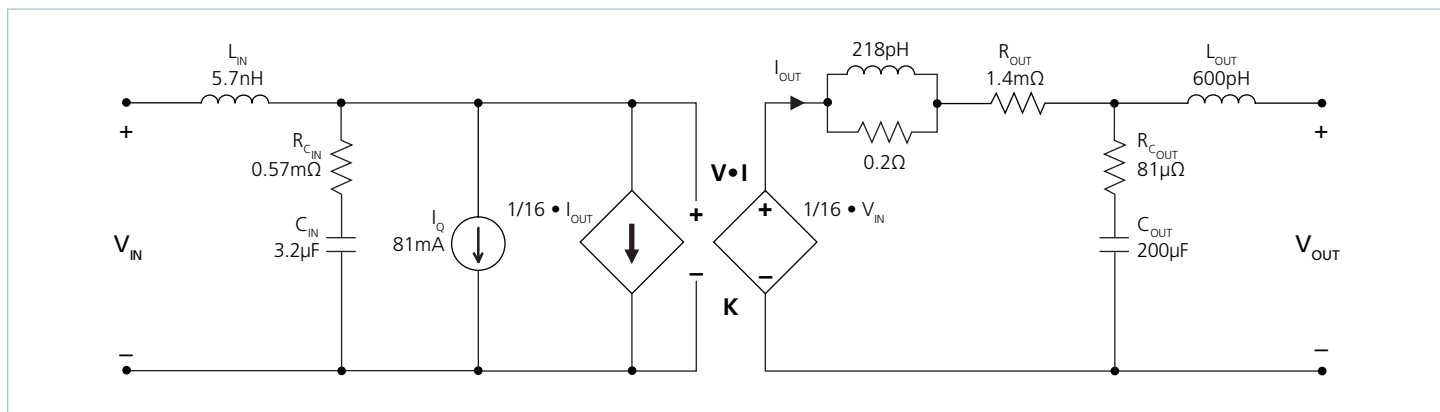 L_IN
5.7nH
+
R_C_IN
0.57mΩ
C_IN
3.2µF
V_IN
−
I_Q
81mA
1/16 • I_OUT
+
−
V•I
K
+
−
1/16 • V_IN
I_OUT
218pH
0.2Ω
R_OUT
1.4mΩ
R_C_OUT
81µΩ
C_OUT
200µF
L_OUT
600pH
+
V_OUT
−